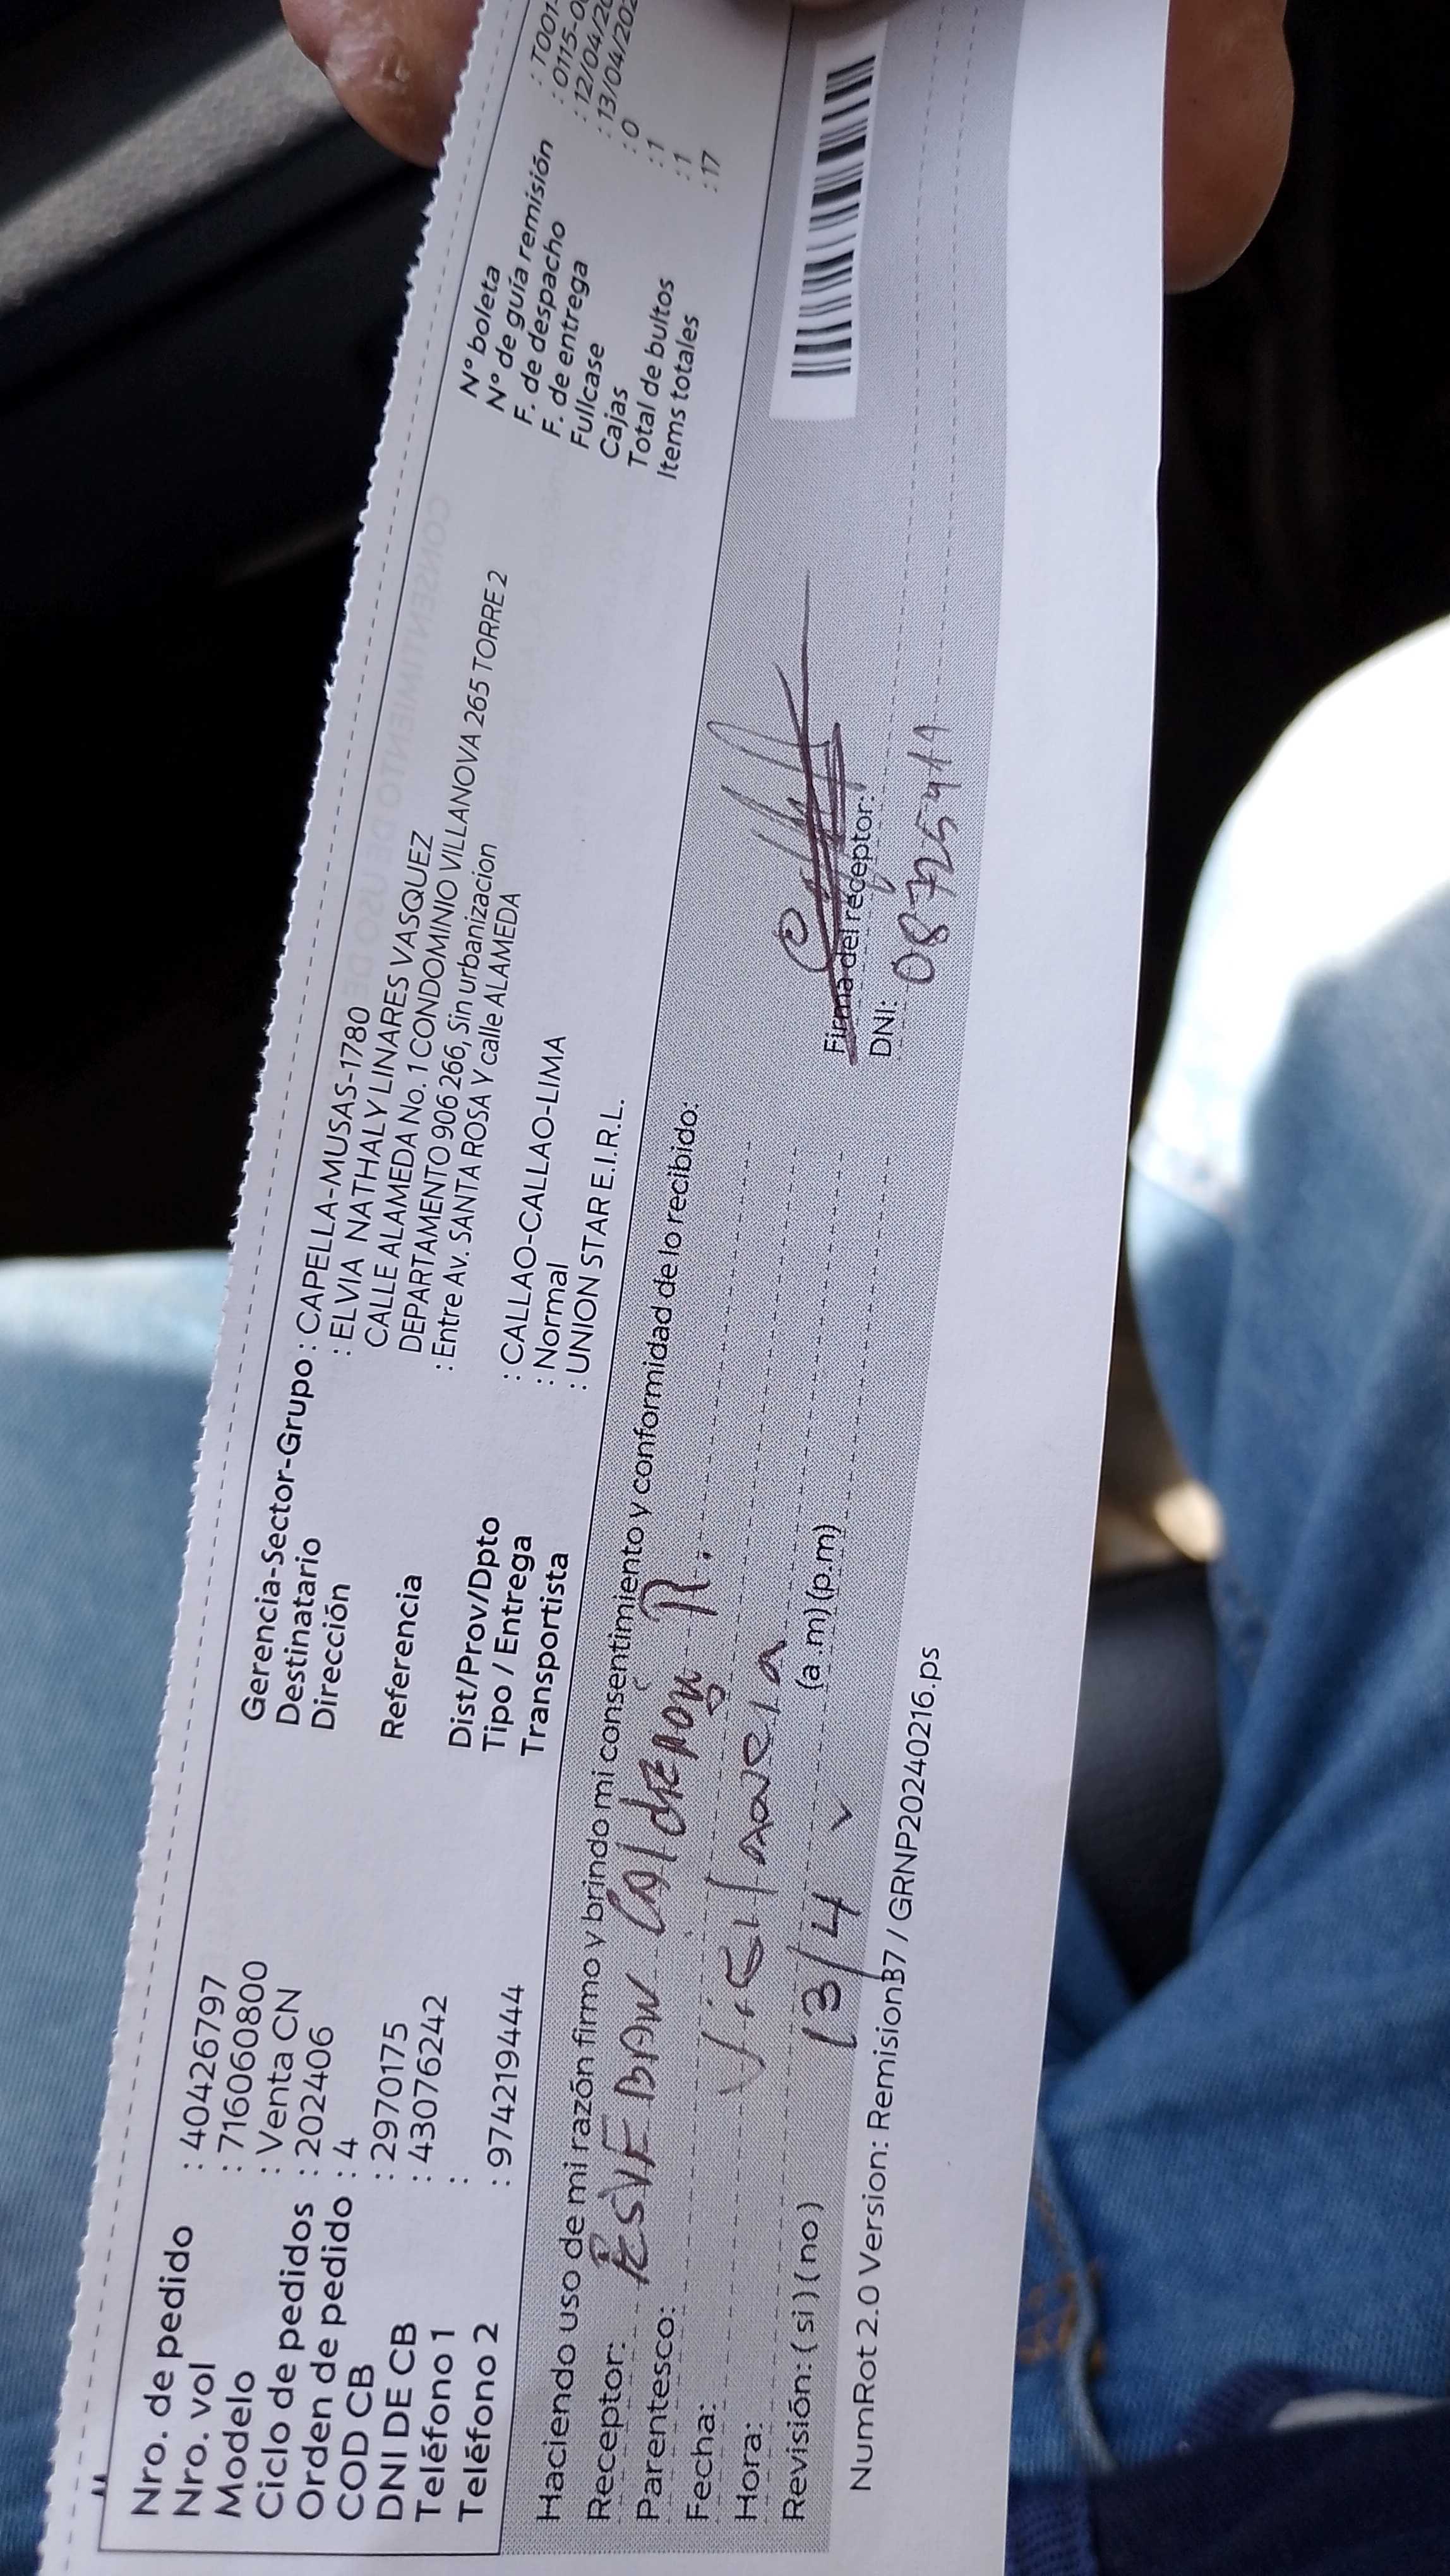 Nro. de pedido : 40426797
Nro. vol : 716060800
Modelo : Venta CN
Ciclo de pedidos : 202406
Orden de pedido : 4
COD CB : 2970175
DNI DE CB : 43076242
Teléfono 1 :
Teléfono 2 : 974219444
Gerencia-Sector-Grupo : CAPELLA-MUSAS-1780
Destinatario : ELVIA NATHALY LINARES VASQUEZ
Dirección CALLE ALAMEDA No. 1 CONDOMINIO VILLANOVA 265 TORRE 2
DEPARTAMENTO 906 266, Sin urbanizacion
Referencia : Entre Av. SANTA ROSA Y calle ALAMEDA
Dist/Prov/Dpto : CALLAO-CALLAO-LIMA
Tipo / Entrega : Normal
Transportista : UNION STAR E.I.R.L.
N° boleta : T001-
N° de guía remisión : 0115-0
F. de despacho : 12/04/20
F. de entrega : 13/04/202
Fullcase : 0
Cajas : 1
Total de bultos : 1
Items totales : 17
Haciendo uso de mi razón firmo y brindo mi consentimiento y conformidad de lo recibido:
Receptor: ESTEBAN Calderon R.
Parentesco: Vigilancia
Fecha: 13/4
Hora: (a .m) (p.m)
Revisión: ( si ) ( no )
Firma del receptor:
DNI:
NumRot 2.0 Version: RemisionB7 / GRNP20240216.ps